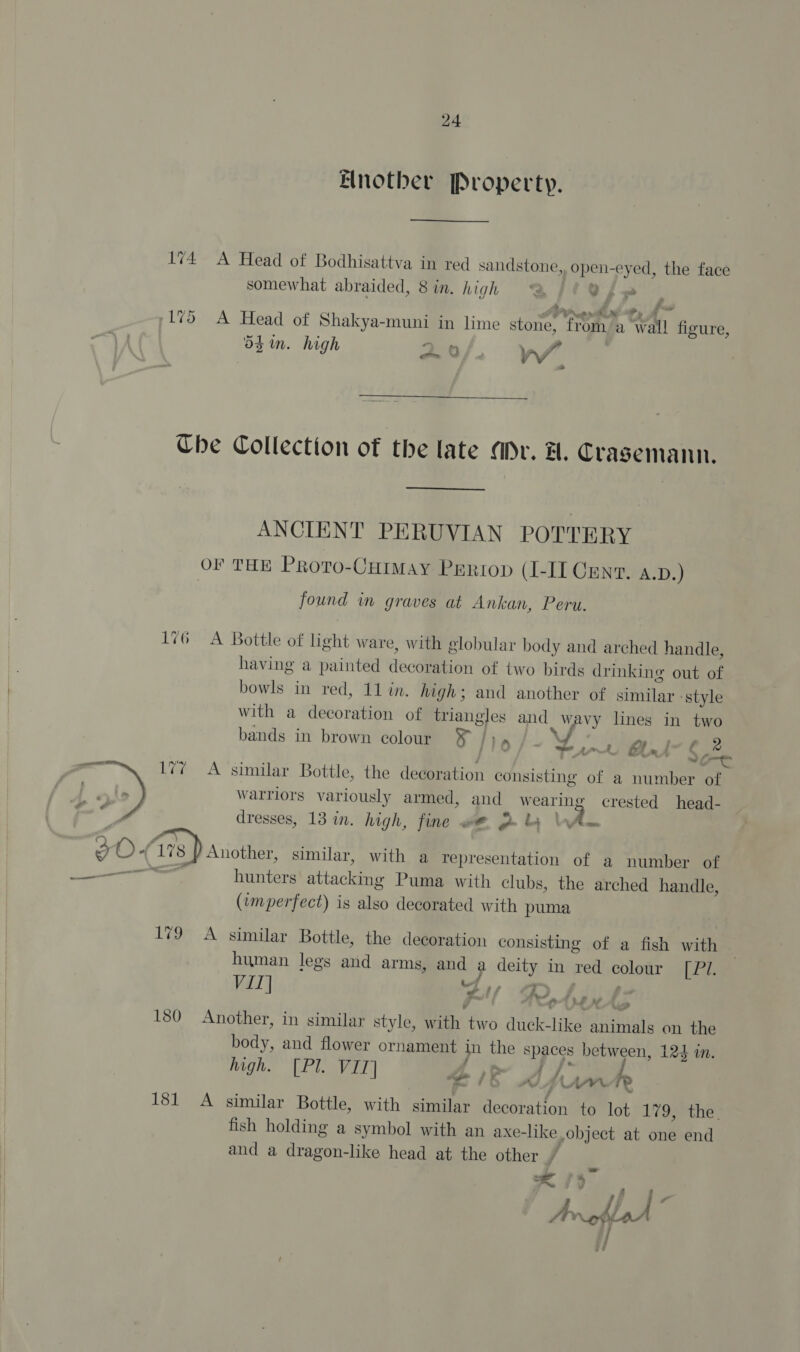 24
Another Property.
174 A Head of Bodhisattva in red sandstone, open-eyed, the face
somewhat abraided, 8 in. high
175 A Head of Shakya-muni in lime stone, from a wall figure,
5½ in. high
The Collection of the late Mr. A. Crasemann.
ANCIENT PERUVIAN POTTERY
OF THE PROTO-CHIMAY PERIOD (I-II CENT. A.D.)
found in graves at Ankan, Peru.
176 A Bottle of light ware, with globular body and arched handle,
having a painted decoration of two birds drinking out of
bowls in red, 11 in. high; and another of similar style
with a decoration of triangles and wavy lines in two
bands in brown colour
177 A similar Bottle, the decoration consisting of a number of
warriors variously armed, and wearing crested head-
dresses, 13 in. high, fine
178 Another, similar, with a representation of a number of
hunters attacking Puma with clubs, the arched handle,
(imperfect) is also decorated with puma
179 A similar Bottle, the decoration consisting of a fish with
human legs and arms, and a deity in red colour [Pl.
VII]
180 Another, in similar style, with two duck-like animals on the
body, and flower ornament in the spaces between, 12½ in.
high. [Pl. VII]
181 A similar Bottle, with similar decoration to lot 179, the
fish holding a symbol with an axe-like object at one end
and a dragon-like head at the other